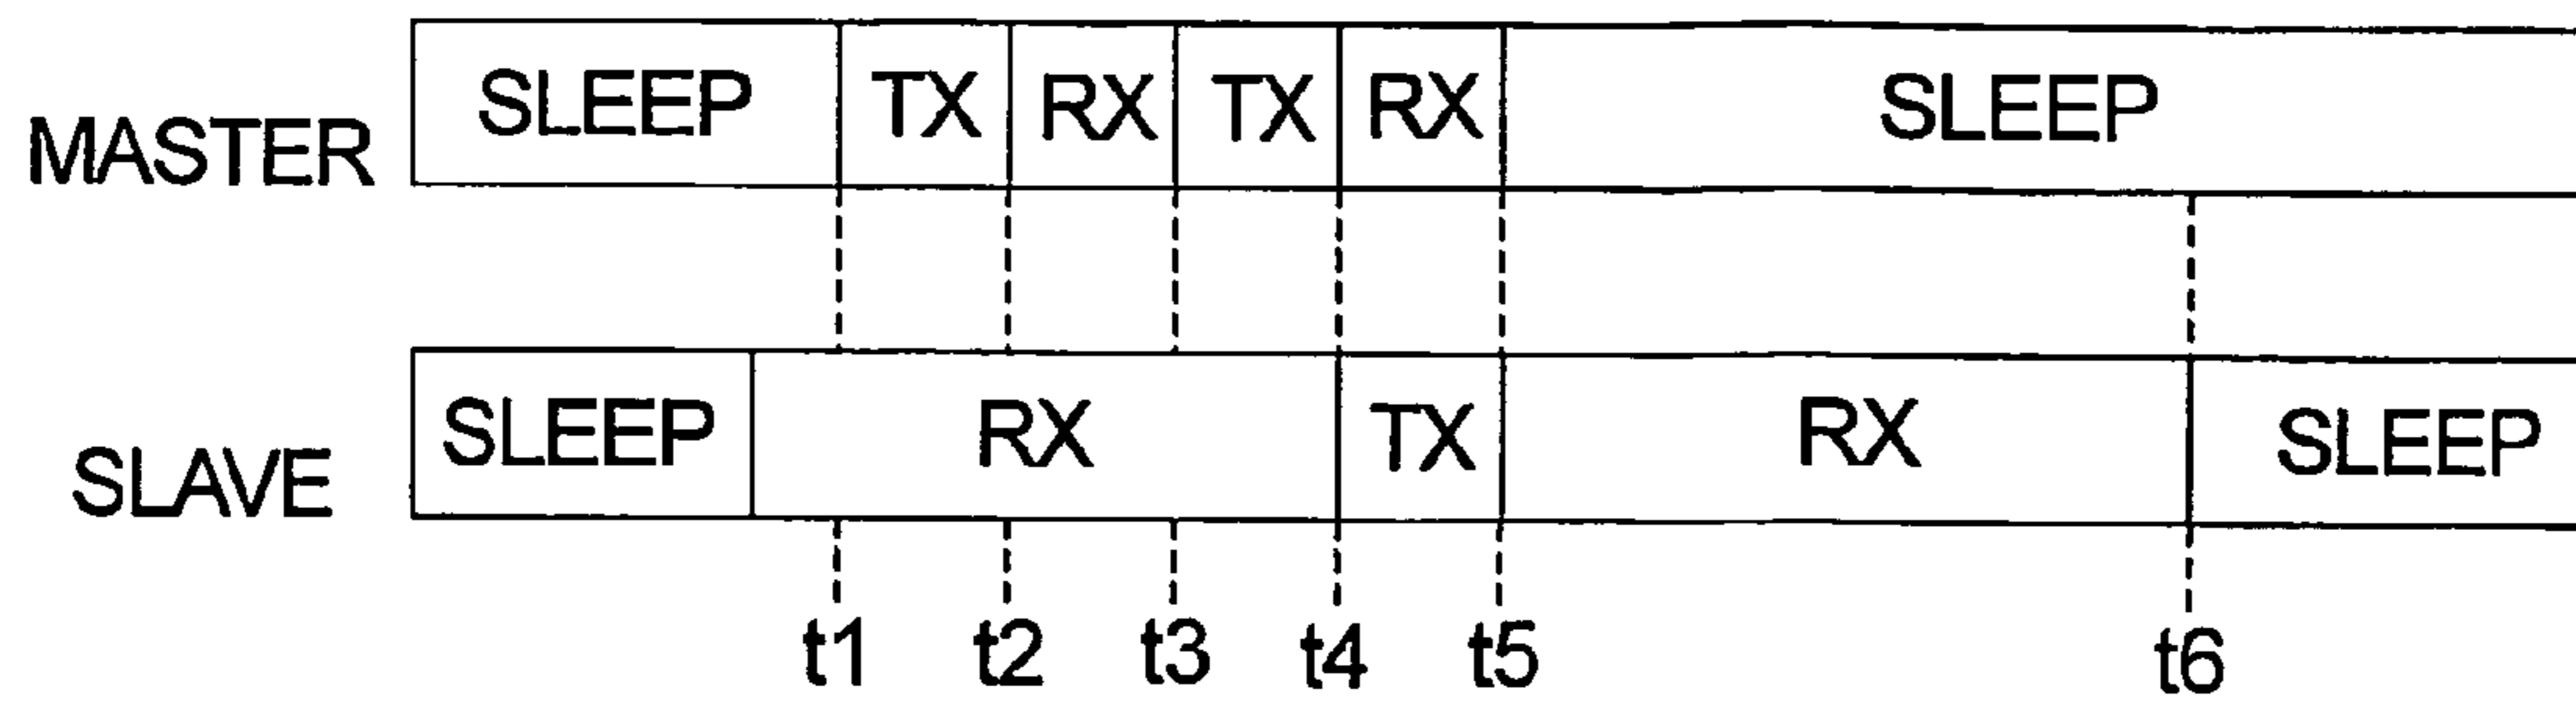 MASTER SLEEP TX RX TX RX SLEEP
SLAVE SLEEP RX TX RX SLEEP
t1 t2 t3 t4 t5 t6